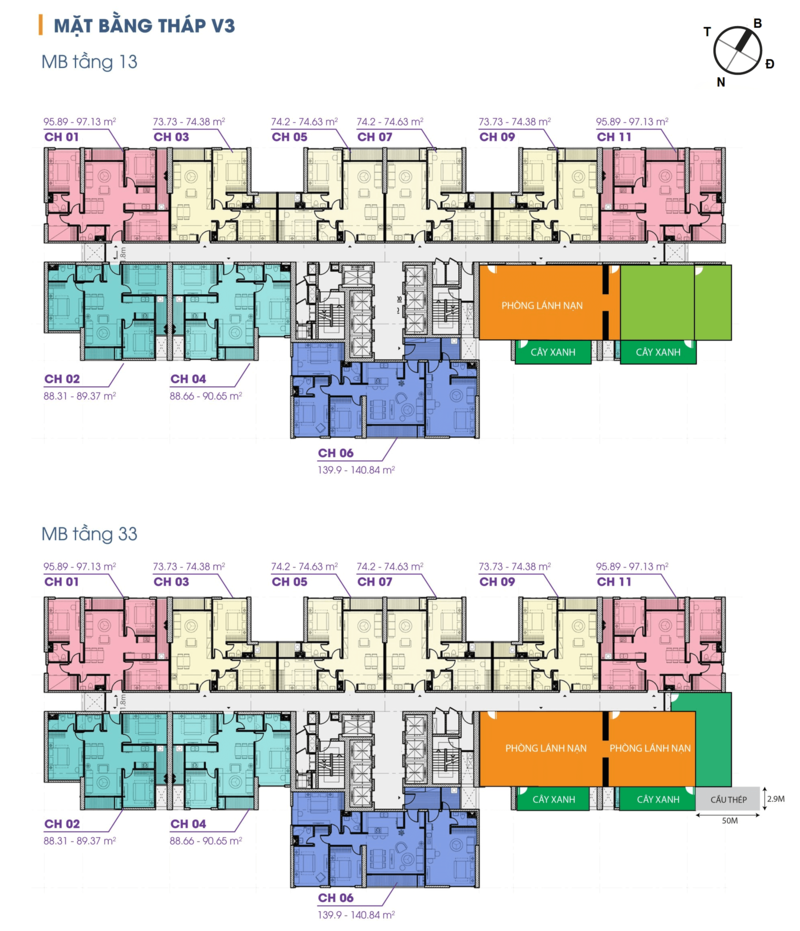 MẶT BẰNG THÁP V3
T
B
Đ
N
MB tầng 13
95.89 - 97.13 m²
CH 01
73.73 - 74.38 m²
CH 03
74.2 - 74.63 m²
CH 05
74.2 - 74.63 m²
CH 07
73.73 - 74.38 m²
CH 09
95.89 - 97.13 m²
CH 11
1.8m
PHÒNG LÁNH NẠN
CÂY XANH
CÂY XANH
CH 02
88.31 - 89.37 m²
CH 04
88.66 - 90.65 m²
CH 06
139.9 - 140.84 m²
MB tầng 33
95.89 - 97.13 m²
CH 01
73.73 - 74.38 m²
CH 03
74.2 - 74.63 m²
CH 05
74.2 - 74.63 m²
CH 07
73.73 - 74.38 m²
CH 09
95.89 - 97.13 m²
CH 11
1.8m
PHÒNG LÁNH NẠN
PHÒNG LÁNH NẠN
CÂY XANH
CÂY XANH
CẦU THÉP
2.9M
50M
CH 02
88.31 - 89.37 m²
CH 04
88.66 - 90.65 m²
CH 06
139.9 - 140.84 m²